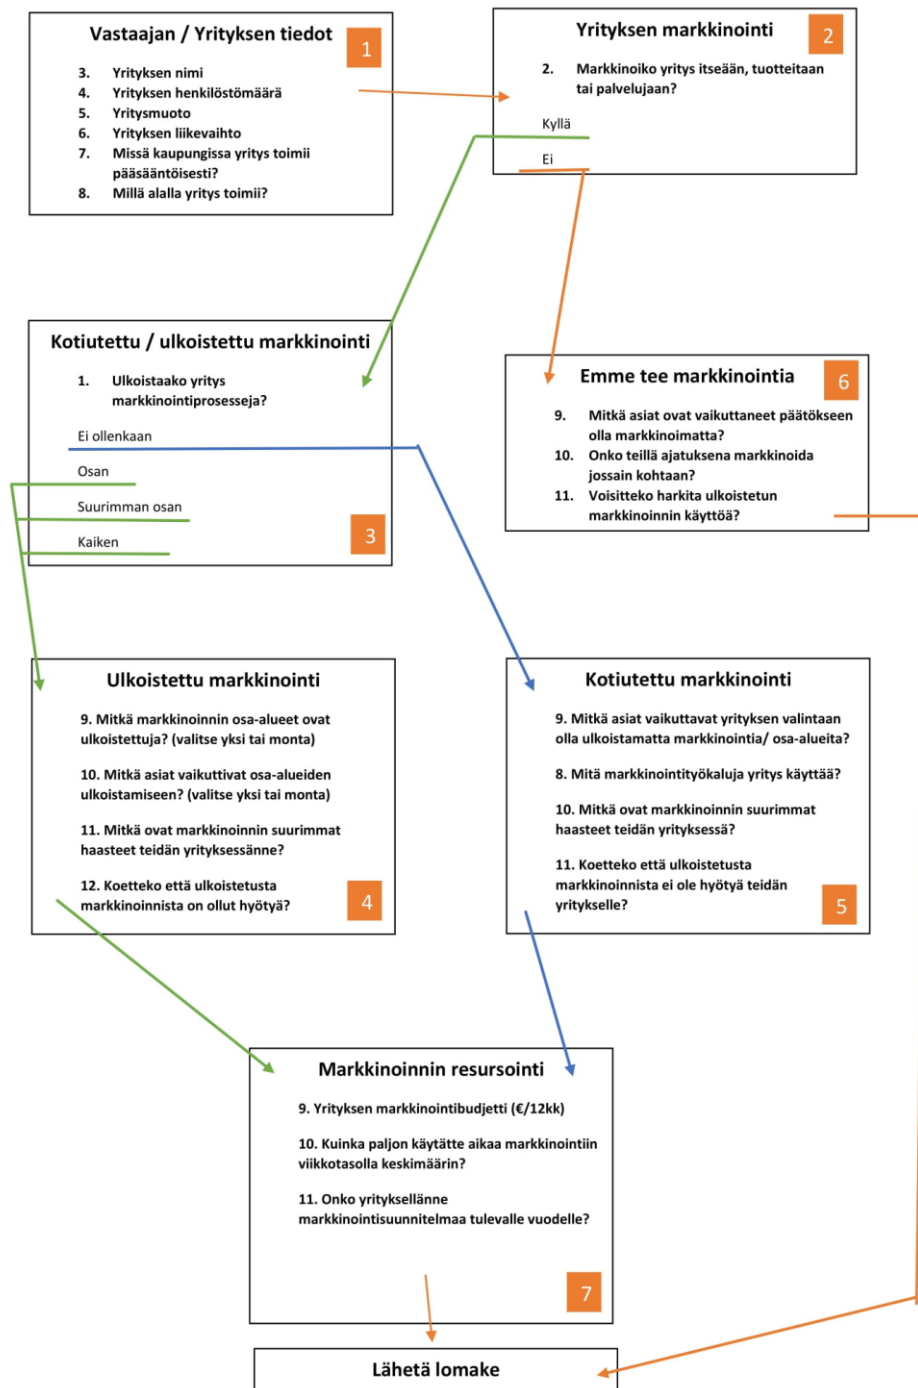 Vastaajan / Yrityksen tiedot
1
3. Yrityksen nimi
4. Yrityksen henkilöstömäärä
5. Yritysmuoto
6. Yrityksen liikevaihto
7. Missä kaupungissa yritys toimii
pääsääntöisesti?
8. Millä alalla yritys toimii?
Yrityksen markkinointi
2
2. Markkinoiko yritys itseään, tuotteitaan
tai palvelujaan?
Kyllä
Ei
Kotiutettu / ulkoistettu markkinointi
1. Ulkoistaako yritys
markkinointiprosesseja?
Ei ollenkaan
Osan
Suurimman osan
Kaiken
3
Emme tee markkinointia
6
9. Mitkä asiat ovat vaikuttaneet päätökseen
olla markkinoimatta?
10. Onko teillä ajatuksena markkinoida
jossain kohtaan?
11. Voisitteko harkita ulkoistetun
markkinoinnin käyttöä?
Ulkoistettu markkinointi
9. Mitkä markkinoinnin osa-alueet ovat
ulkoistettuja? (valitse yksi tai monta)
10. Mitkä asiat vaikuttivat osa-alueiden
ulkoistamiseen? (valitse yksi tai monta)
11. Mitkä ovat markkinoinnin suurimmat
haasteet teidän yrityksessänne?
12. Koetteko että ulkoistetusta
markkinoinnista on ollut hyötyä?
4
Kotiutettu markkinointi
9. Mitkä asiat vaikuttavat yrityksen valintaan
olla ulkoistamatta markkinointia/ osa-alueita?
8. Mitä markkinointityökaluja yritys käyttää?
10. Mitkä ovat markkinoinnin suurimmat
haasteet teidän yrityksessä?
11. Koetteko että ulkoistetusta
markkinoinnista ei ole hyötyä teidän
yritykselle?
5
Markkinoinnin resursointi
9. Yrityksen markkinointibudjetti (€/12kk)
10. Kuinka paljon käytätte aikaa markkinointiin
viikkotasolla keskimäärin?
11. Onko yrityksellänne
markkinointisuunnitelmaa tulevalle vuodelle?
7
Lähetä lomake